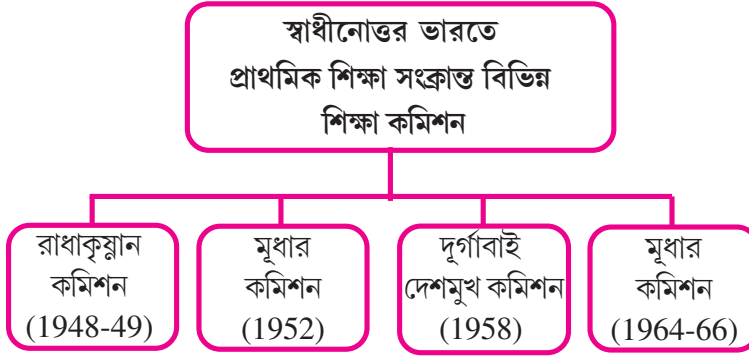 স্বাধীনোত্তর ভারতে
প্রাথমিক শিক্ষা সংক্রান্ত বিভিন্ন
শিক্ষা কমিশন
রাধাকৃষ্ণান
কমিশন
(1948-49)
মূধার
কমিশন
(1952)
দূর্গাবাই
দেশমুখ কমিশন
(1958)
মূধার
কমিশন
(1964-66)